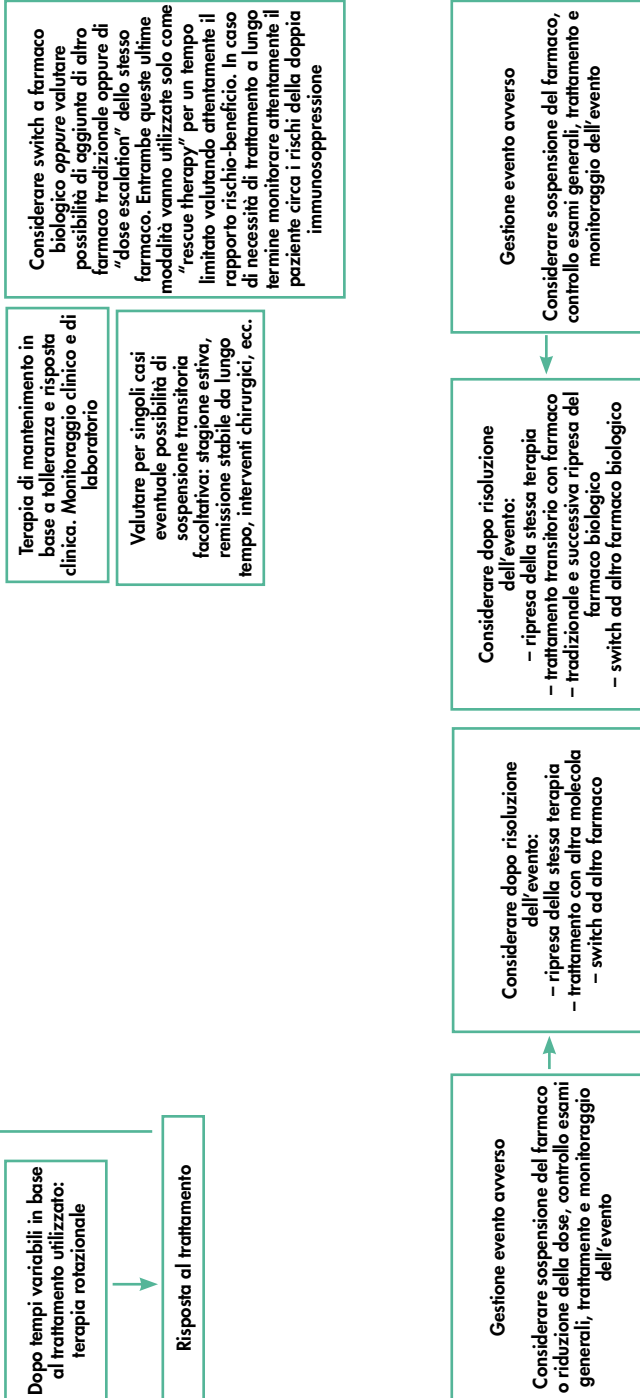 Dopo tempi variabili in base
al trattamento utilizzato:
terapia rotazionale
Risposta al trattamento
Terapia di mantenimento in
base a tolleranza e risposta
clinica. Monitoraggio clinico e di
laboratorio
Valutare per singoli casi
eventuale possibilità di
sospensione transitoria
facoltativa: stagione estiva,
remissione stabile da lungo
tempo, interventi chirurgici, ecc.
Considerare switch a farmaco
biologico oppure valutare
possibilità di aggiunta di altro
farmaco tradizionale oppure di
“dose escalation” dello stesso
farmaco. Entrambe queste ultime
modalità vanno utilizzate solo come
“rescue therapy” per un tempo
limitato valutando attentamente il
rapporto rischio-beneficio. In caso
di necessità di trattamento a lungo
termine monitorare attentamente il
paziente circa i rischi della doppia
immunosoppressione
Gestione evento avverso
Considerare sospensione del farmaco
o riduzione della dose, controllo esami
generali, trattamento e monitoraggio
dell’evento
Considerare dopo risoluzione
dell’evento:
– ripresa della stessa terapia
– trattamento con altra molecola
– switch ad altro farmaco
Considerare dopo risoluzione
dell’evento:
– ripresa della stessa terapia
– trattamento transitorio con farmaco
– tradizionale e successiva ripresa del
farmaco biologico
– switch ad altro farmaco biologico
Gestione evento avverso
Considerare sospensione del farmaco,
controllo esami generali, trattamento e
monitoraggio dell’evento